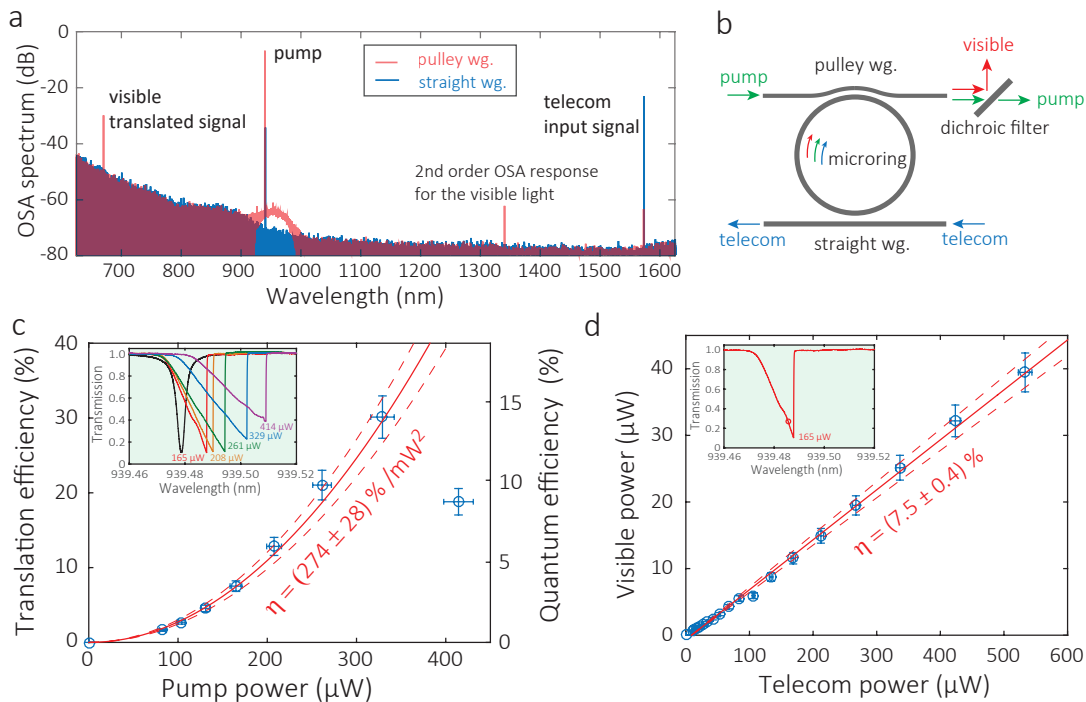 a
OSA spectrum (dB)
0
-20
-40
-60
-80
pump
pulley wg.
straight wg.
visible
translated signal
telecom
input signal
2nd order OSA response
for the visible light
700
800
900
1000
1100
1200
1300
1400
1500
1600
Wavelength (nm)
b
visible
pump
pulley wg.
pump
dichroic filter
microring
telecom
straight wg.
telecom
c
Translation efficiency (%)
40
30
20
10
0
Transmission
1.0
0.8
0.6
0.4
0.2
0
414 μW
329 μW
261 μW
165 μW
208 μW
939.46
939.48
939.50
939.52
Wavelength (nm)
η = (274 ± 28) % /mW²
15
10
5
0
Quantum efficiency (%)
0
100
200
300
400
Pump power (μW)
d
Visible power (μW)
40
30
20
10
0
Transmission
1.0
0.8
0.6
0.4
0.2
0
165 μW
939.46
939.48
939.50
939.52
Wavelength (nm)
η = (7.5 ± 0.4) %
0
100
200
300
400
500
600
Telecom power (μW)